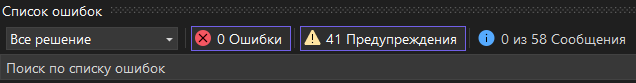 Список ошибок
Все решение 0 Ошибки 41 Предупреждения 0 из 58 Сообщения
Поиск по списку ошибок